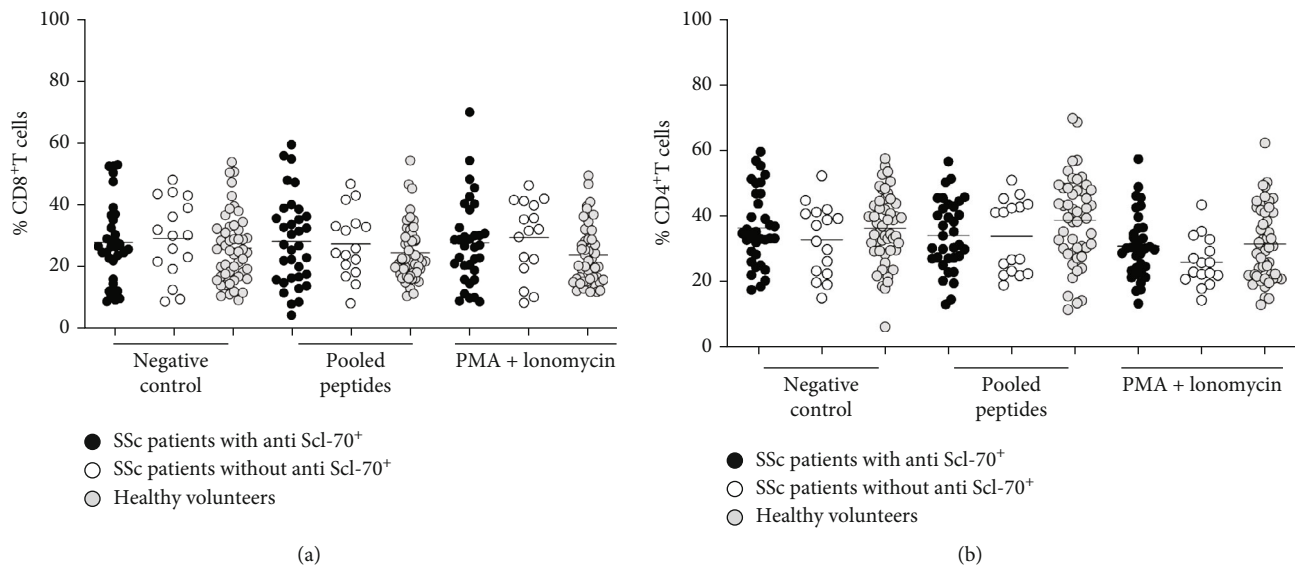 100
80
60
40
20
0
% CD8⁺T cells
Negative
control
Pooled
peptides
PMA + Ionomycin
SSc patients with anti Scl-70⁺
SSc patients without anti Scl-70⁺
Healthy volunteers
(a)
100
80
60
40
20
0
% CD4⁺T cells
Negative
control
Pooled
peptides
PMA + Ionomycin
SSc patients with anti Scl-70⁺
SSc patients without anti Scl-70⁺
Healthy volunteers
(b)